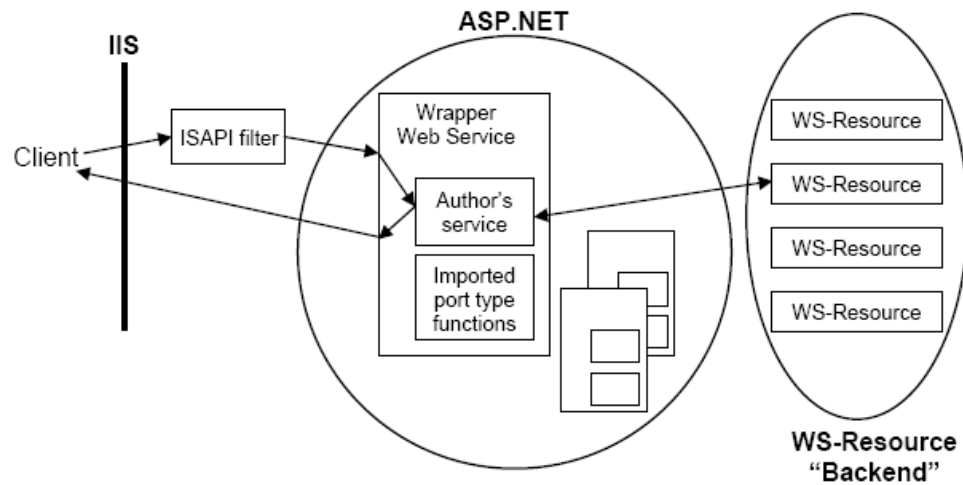 ASP.NET
IIS
Wrapper
Web Service
ISAPI filter
Client
Author's
service
Imported
port type
functions
WS-Resource
WS-Resource
WS-Resource
WS-Resource
WS-Resource
“Backend”